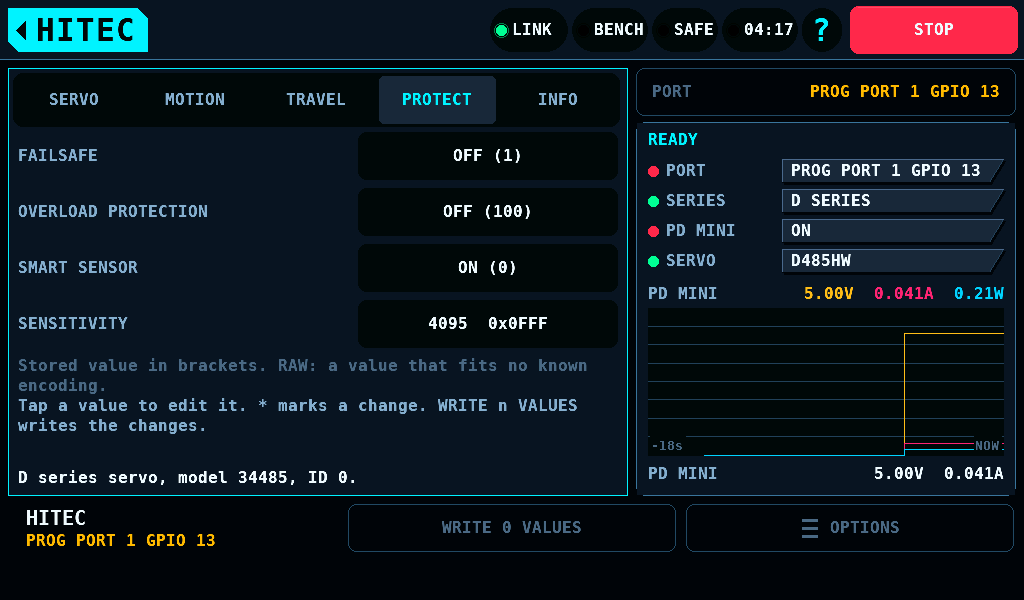 HITEC
LINK
BENCH
SAFE
04:17
?
STOP
SERVO
MOTION
TRAVEL
PROTECT
INFO
FAILSAFE
OFF (1)
OVERLOAD PROTECTION
OFF (100)
SMART SENSOR
ON (0)
SENSITIVITY
4095  0x0FFF
Stored value in brackets. RAW: a value that fits no known
encoding.
Tap a value to edit it. * marks a change. WRITE n VALUES
writes the changes.
D series servo, model 34485, ID 0.
PORT
PROG PORT 1 GPIO 13
READY
PORT
PROG PORT 1 GPIO 13
SERIES
D SERIES
PD MINI
ON
SERVO
D485HW
PD MINI
5.00V
0.041A
0.21W
-18s
NOW
PD MINI
5.00V
0.041A
HITEC
PROG PORT 1 GPIO 13
WRITE 0 VALUES
OPTIONS